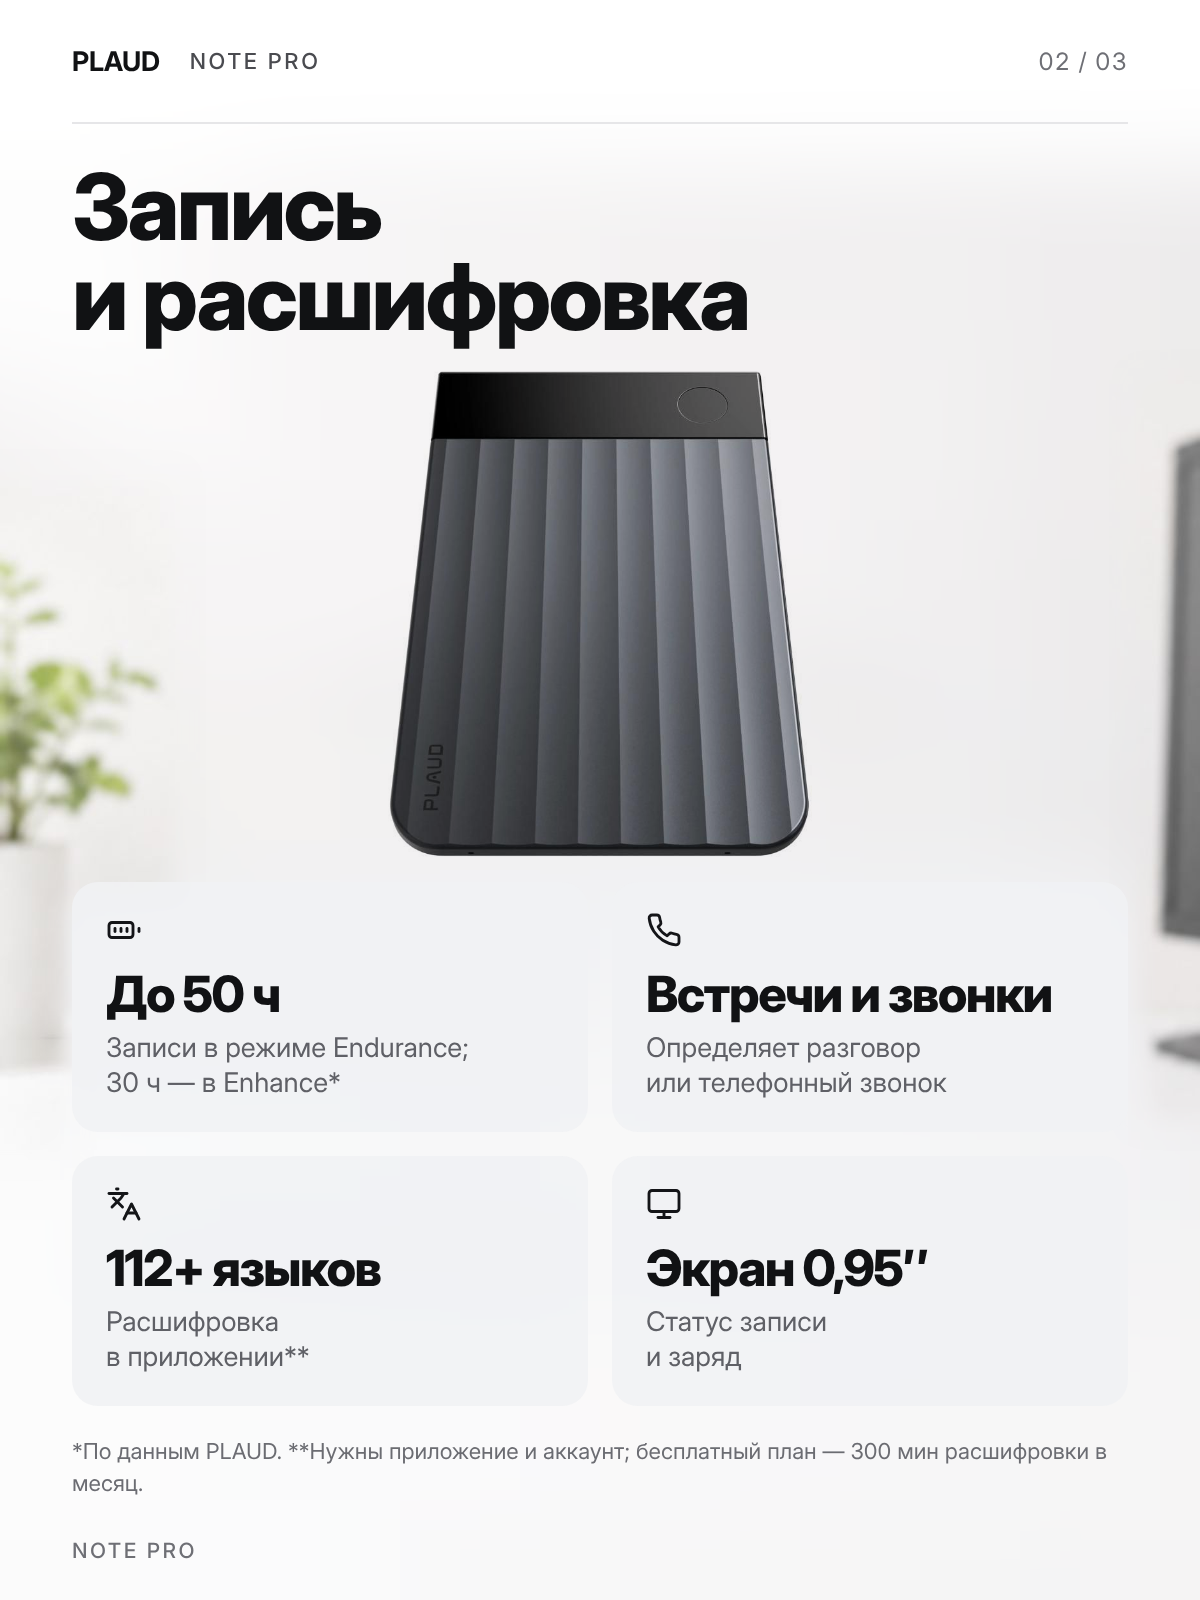 PLAUD NOTE PRO 02 / 03
Запись
и расшифровка
PLAUD
До 50 ч
Записи в режиме Endurance;
30 ч — в Enhance*
Встречи и звонки
Определяет разговор
или телефонный звонок
112+ языков
Расшифровка
в приложении**
Экран 0,95″
Статус записи
и заряд
*По данным PLAUD. **Нужны приложение и аккаунт; бесплатный план — 300 мин расшифровки в
месяц.
NOTE PRO